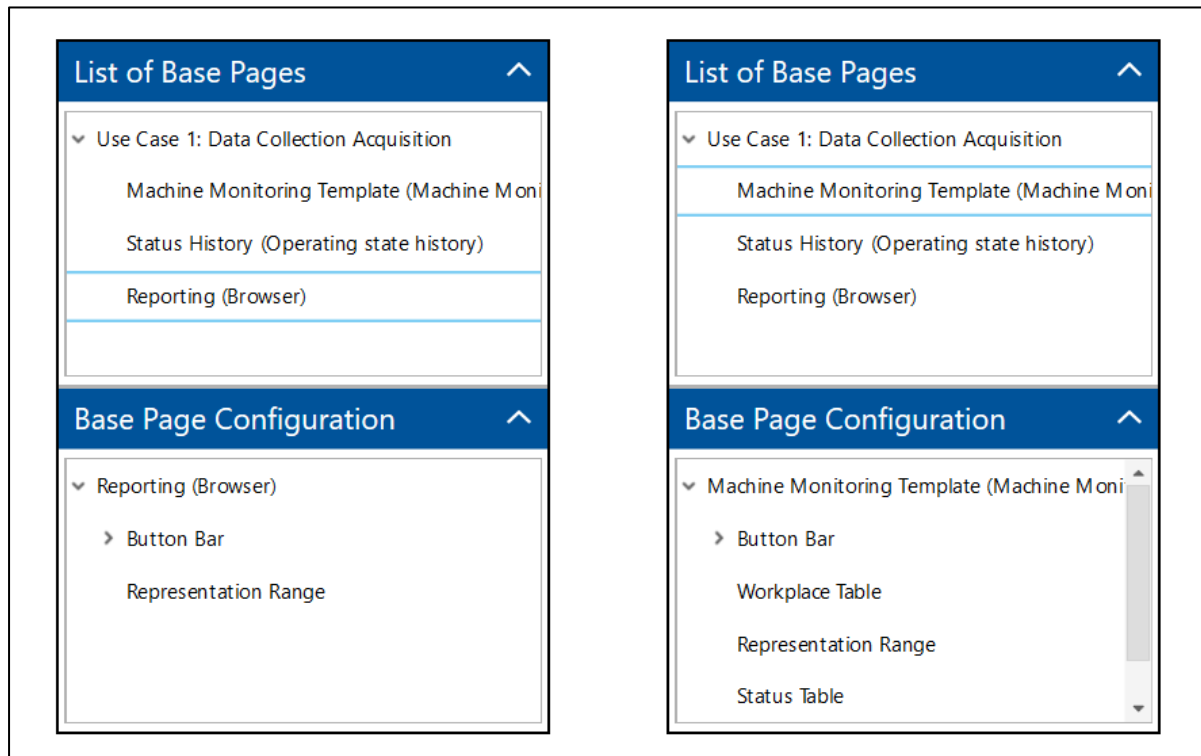 List of Base Pages
Use Case 1: Data Collection Acquisition
Machine Monitoring Template (Machine Moni
Status History (Operating state history)
Reporting (Browser)
Base Page Configuration
Reporting (Browser)
Button Bar
Representation Range
List of Base Pages
Use Case 1: Data Collection Acquisition
Machine Monitoring Template (Machine Moni
Status History (Operating state history)
Reporting (Browser)
Base Page Configuration
Machine Monitoring Template (Machine Moni
Button Bar
Workplace Table
Representation Range
Status Table